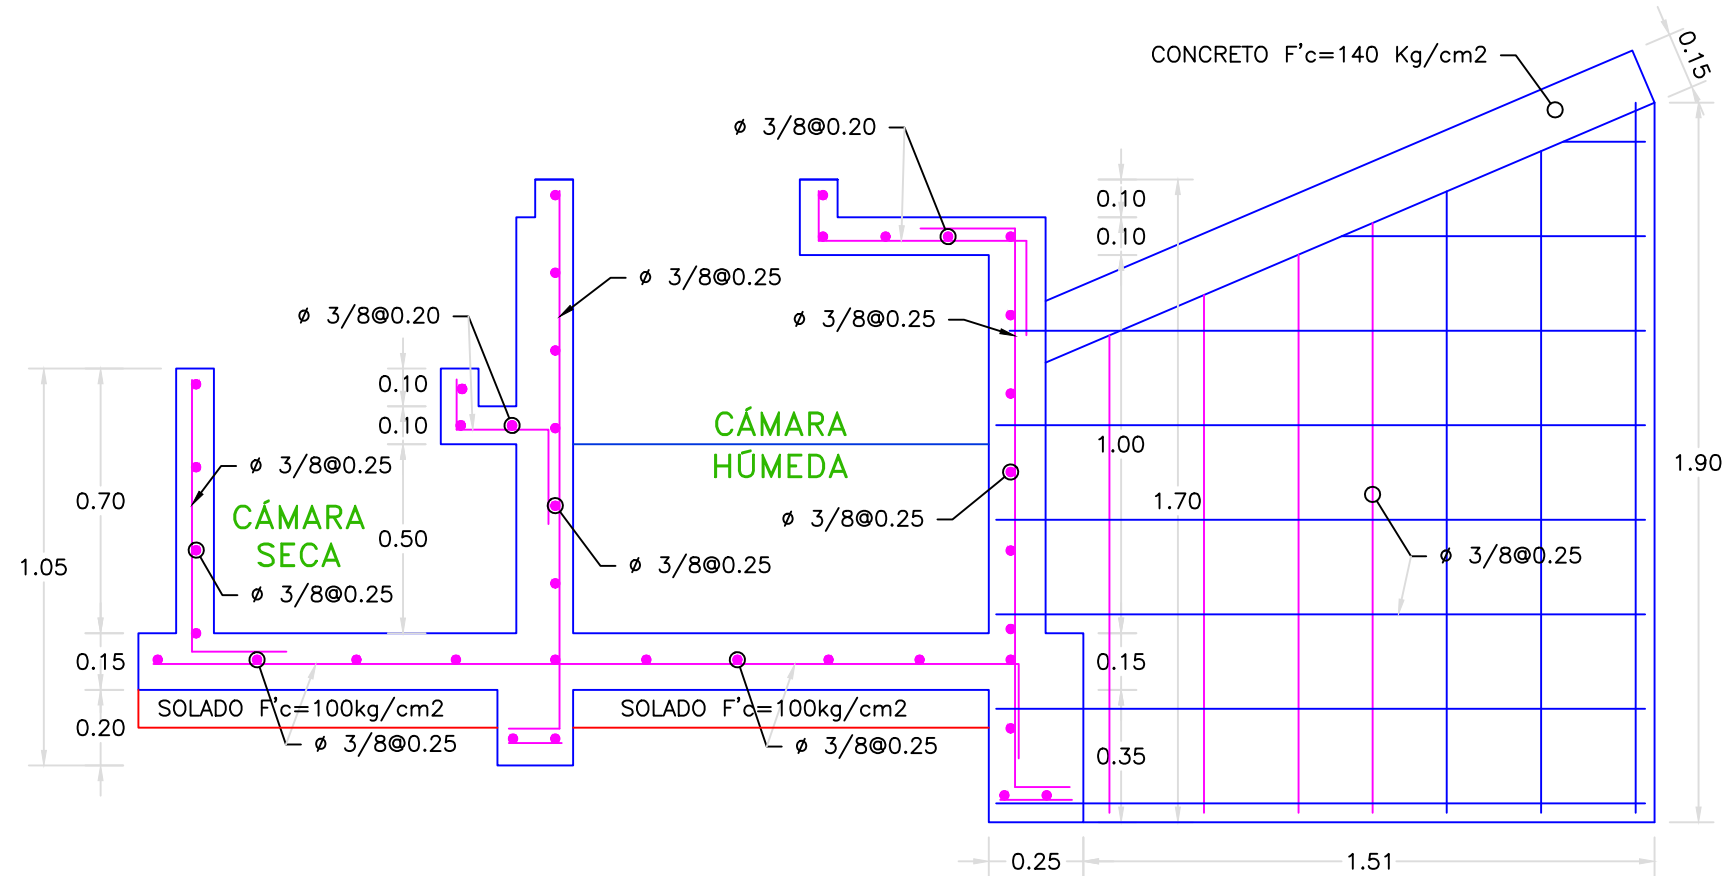 CONCRETO F'c=140 Kg/cm2
0.15
ø 3/8@0.20
0.10
0.10
ø 3/8@0.25
ø 3/8@0.20
ø 3/8@0.25
0.10
0.10
CÁMARA
HÚMEDA
1.00
1.90
ø 3/8@0.25
0.70
1.70
CÁMARA
SECA
ø 3/8@0.25
0.50
1.05
ø 3/8@0.25
ø 3/8@0.25
ø 3/8@0.25
0.15
0.15
SOLADO F'c=100kg/cm2
SOLADO F'c=100kg/cm2
0.20
ø 3/8@0.25
ø 3/8@0.25
0.35
0.25
1.51